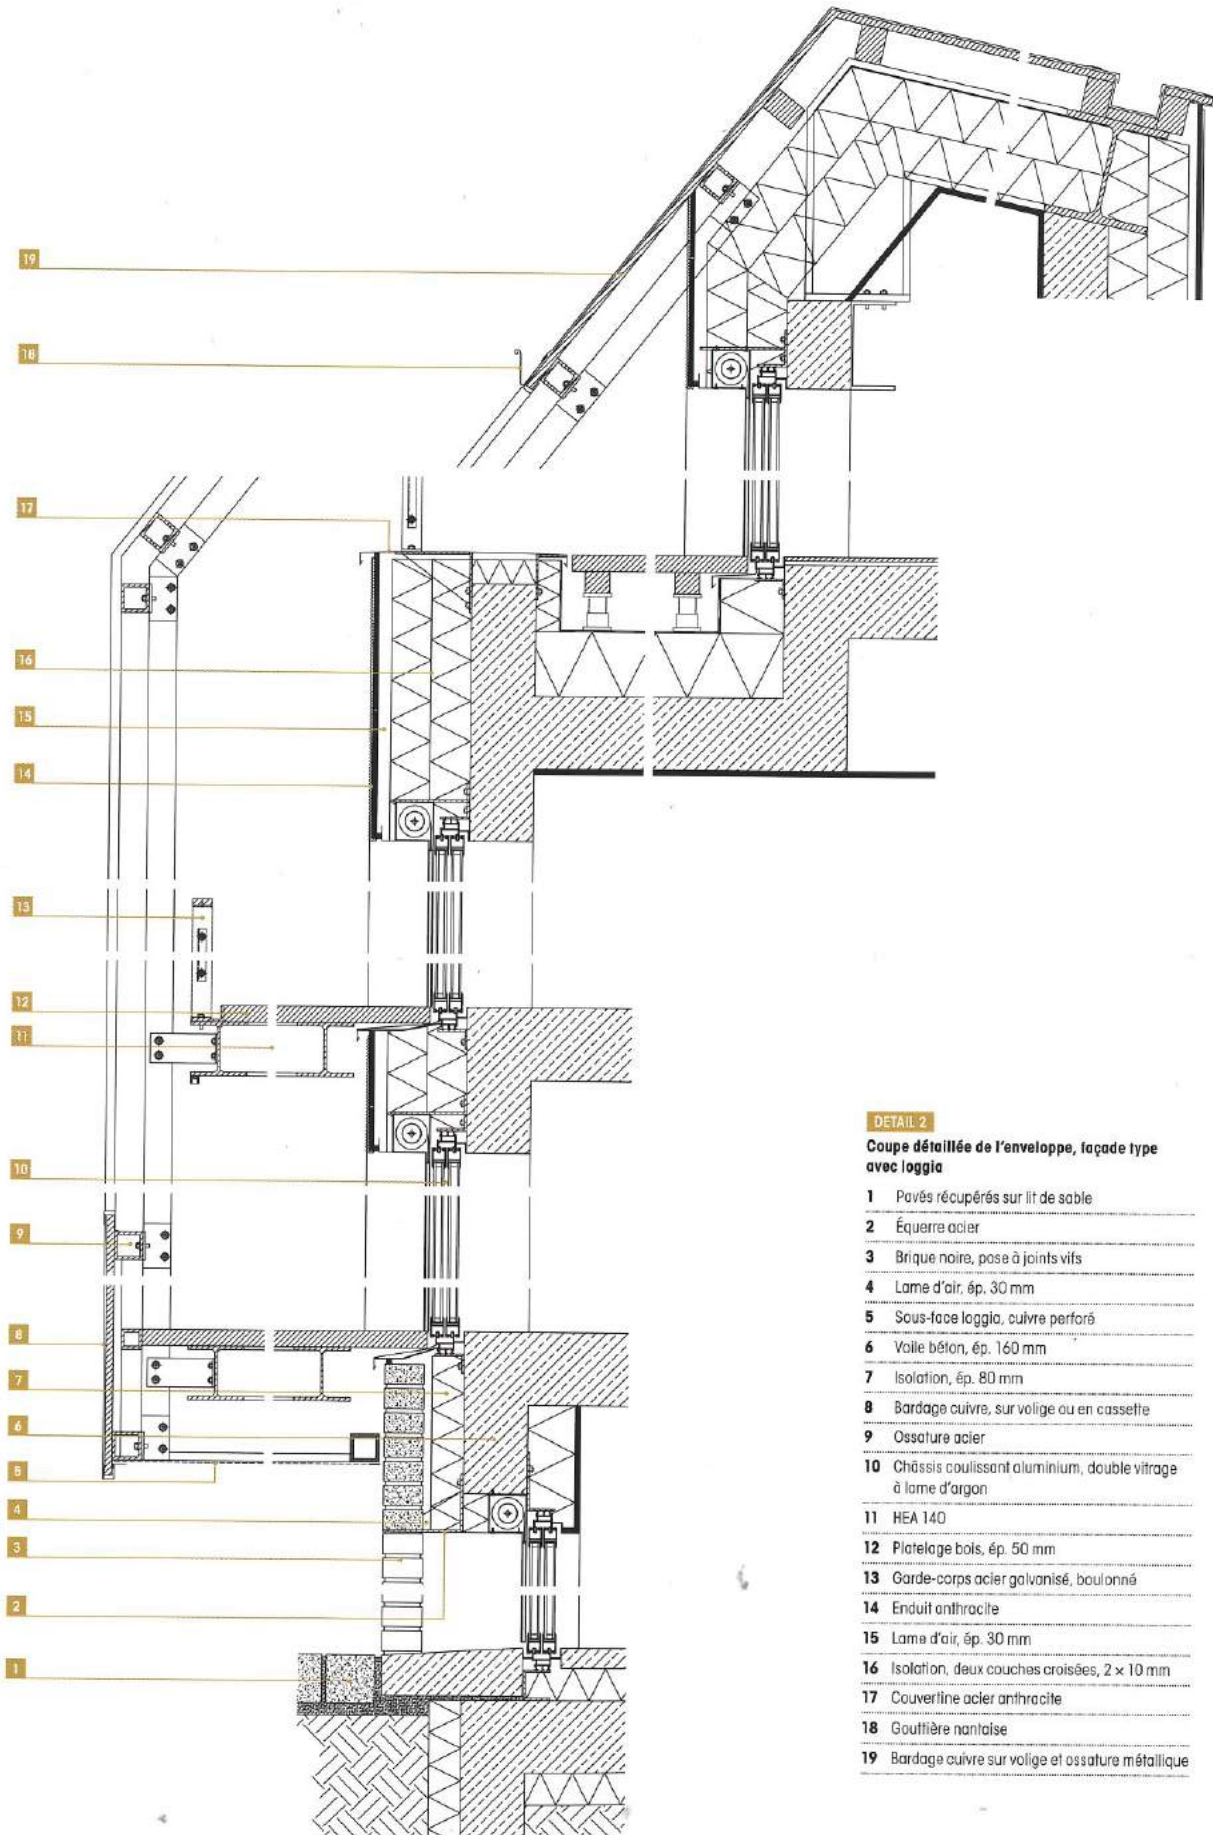 19
18
17
16
15
14
13
12
11
10
9
8
7
6
5
4
3
2
1
DETAIL 2
Coupe détaillée de l'enveloppe, façade type
avec loggia
1 Pavés récupérés sur lit de sable
2 Équerre acier
3 Brique noire, pose à joints vifs
4 Lame d'air, ép. 30 mm
5 Sous-face loggia, cuivre perforé
6 Voile béton, ép. 160 mm
7 Isolation, ép. 80 mm
8 Bardage cuivre, sur volige ou en cassette
9 Ossature acier
10 Châssis coulissant aluminium, double vitrage
à lame d'argon
11 HEA 140
12 Platelage bois, ép. 50 mm
13 Garde-corps acier galvanisé, boulonné
14 Enduit anthracite
15 Lame d'air, ép. 30 mm
16 Isolation, deux couches croisées, 2 × 10 mm
17 Couvertine acier anthracite
18 Gouttière nantaise
19 Bardage cuivre sur volige et ossature métallique